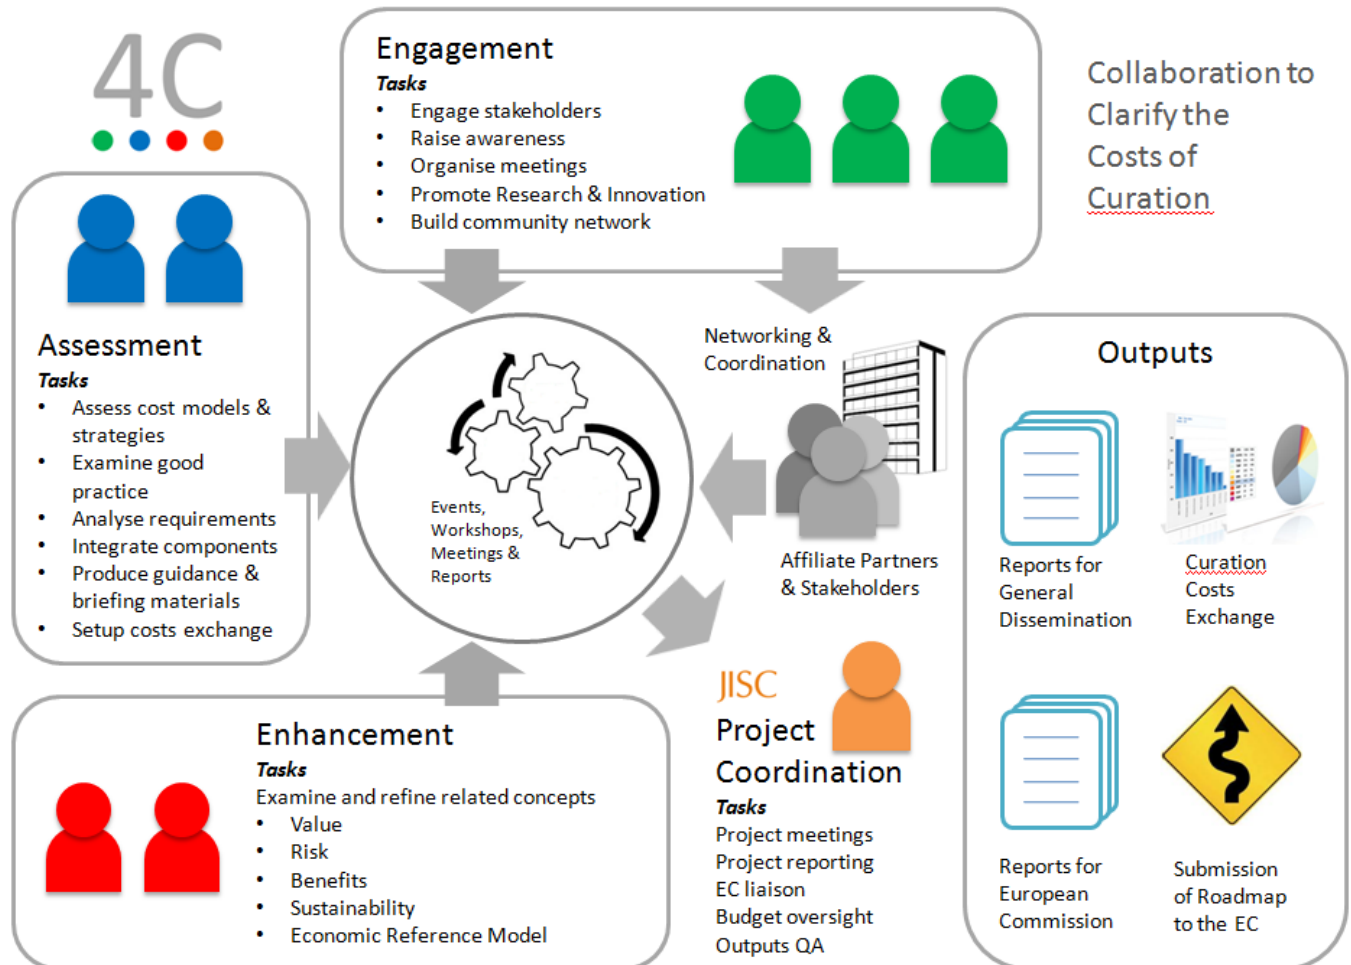 4C
Collaboration to
Clarify the
Costs of
Curation
Engagement
Tasks
• Engage stakeholders
• Raise awareness
• Organise meetings
• Promote Research & Innovation
• Build community network
Assessment
Tasks
• Assess cost models &
strategies
• Examine good
practice
• Analyse requirements
• Integrate components
• Produce guidance &
briefing materials
• Setup costs exchange
Events,
Workshops,
Meetings &
Reports
Networking &
Coordination
Affiliate Partners
& Stakeholders
Enhancement
Tasks
Examine and refine related concepts
• Value
• Risk
• Benefits
• Sustainability
• Economic Reference Model
JISC
Project
Coordination
Tasks
Project meetings
Project reporting
EC liaison
Budget oversight
Outputs QA
Outputs
Reports for
General
Dissemination
Curation
Costs
Exchange
Reports for
European
Commission
Submission
of Roadmap
to the EC